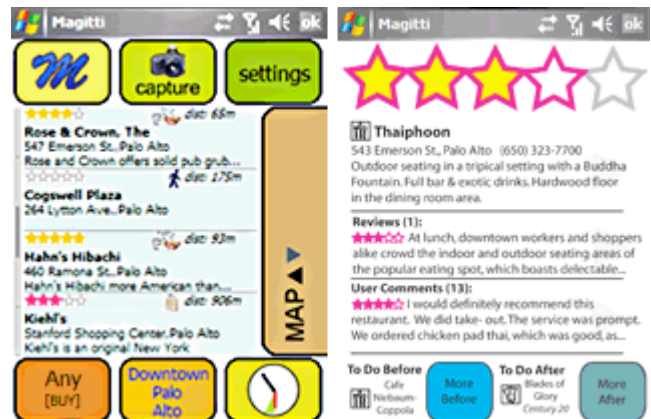 Magitti
ok
M
capture
settings
dist: 65m
Rose & Crown, The
547 Emerson St., Palo Alto
Rose and Crown offers solid pub grub...
dist: 175m
Cogswell Plaza
264 Lytton Ave., Palo Alto
dist: 93m
Hahn's Hibachi
460 Ramona St., Palo Alto
Hahn's Hibachi more American than...
dist: 906m
Kiehl's
Stanford Shopping Center, Palo Alto
Kiehl's is an original New York
MAP
Any
[BUY]
Downtown
Palo
Alto
Magitti
ok
Thaiphoon
543 Emerson St., Palo Alto (650) 323-7700
Outdoor seating in a tripical setting with a Buddha
Fountain. Full bar & exotic drinks. Hardwood floor
in the dining room area.
Reviews (1):
At lunch, downtown workers and shoppers
alike crowd the indoor and outdoor seating areas of
the popular eating spot, which boasts delectable...
User Comments (13):
I would definitely recommend this
restaurant. We did take- out. The service was prompt.
We ordered chicken pad thai, which was good, as...
To Do Before
Cafe
Niebaum-
Coppola
More
Before
To Do After
Blades of
Glory
Century 20
More
After